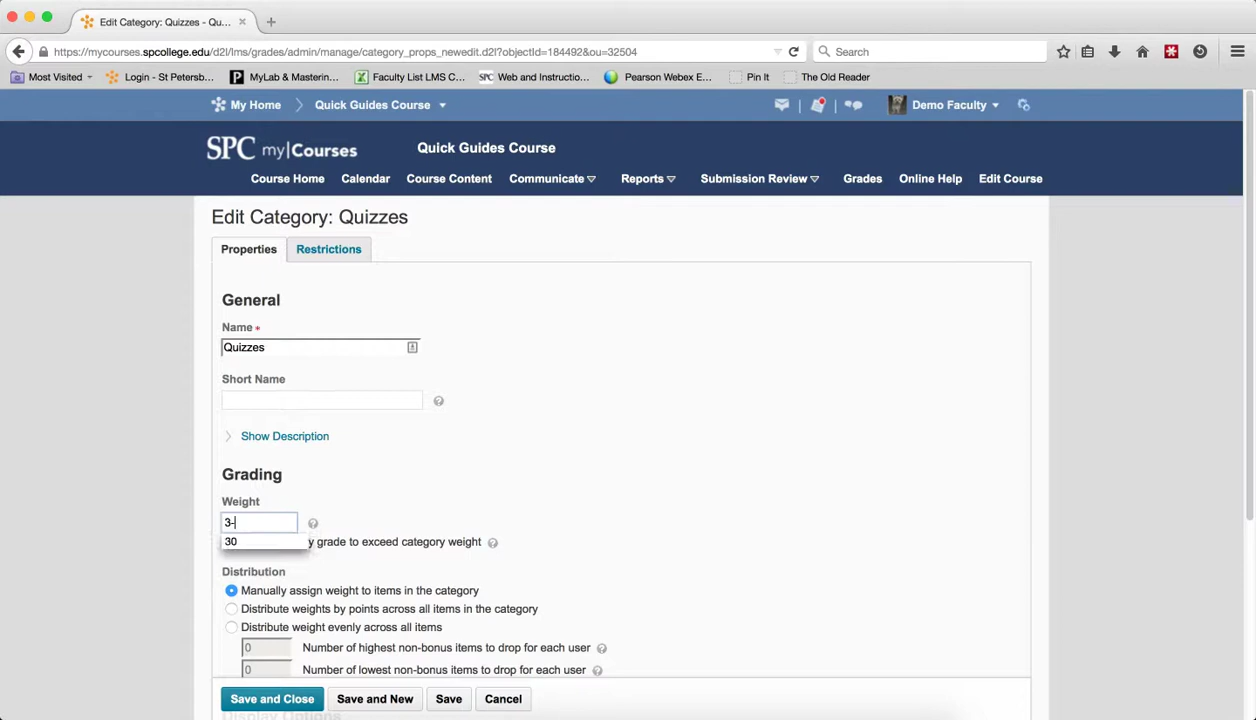 Edit Category: Quizzes - Qu...
https://mycourses.spcollege.edu/d2l/lms/grades/admin/manage/category_props_newedit.d2l?objectId=184492&ou=32504
Search
Most Visited
Login - St Petersb...
MyLab & Mastering...
Faculty List LMS C...
SPC Web and Instructio...
Pearson Webex E...
Pin It
The Old Reader
My Home
Quick Guides Course
Demo Faculty
SPC my|Courses
Quick Guides Course
Course Home
Calendar
Course Content
Communicate
Reports
Submission Review
Grades
Online Help
Edit Course
Edit Category: Quizzes
Properties
Restrictions
General
Name *
Quizzes
Short Name
Show Description
Grading
Weight
3-
30
y grade to exceed category weight
Distribution
Manually assign weight to items in the category
Distribute weights by points across all items in the category
Distribute weight evenly across all items
0 Number of highest non-bonus items to drop for each user
0 Number of lowest non-bonus items to drop for each user
Save and Close
Save and New
Save
Cancel
Display Options